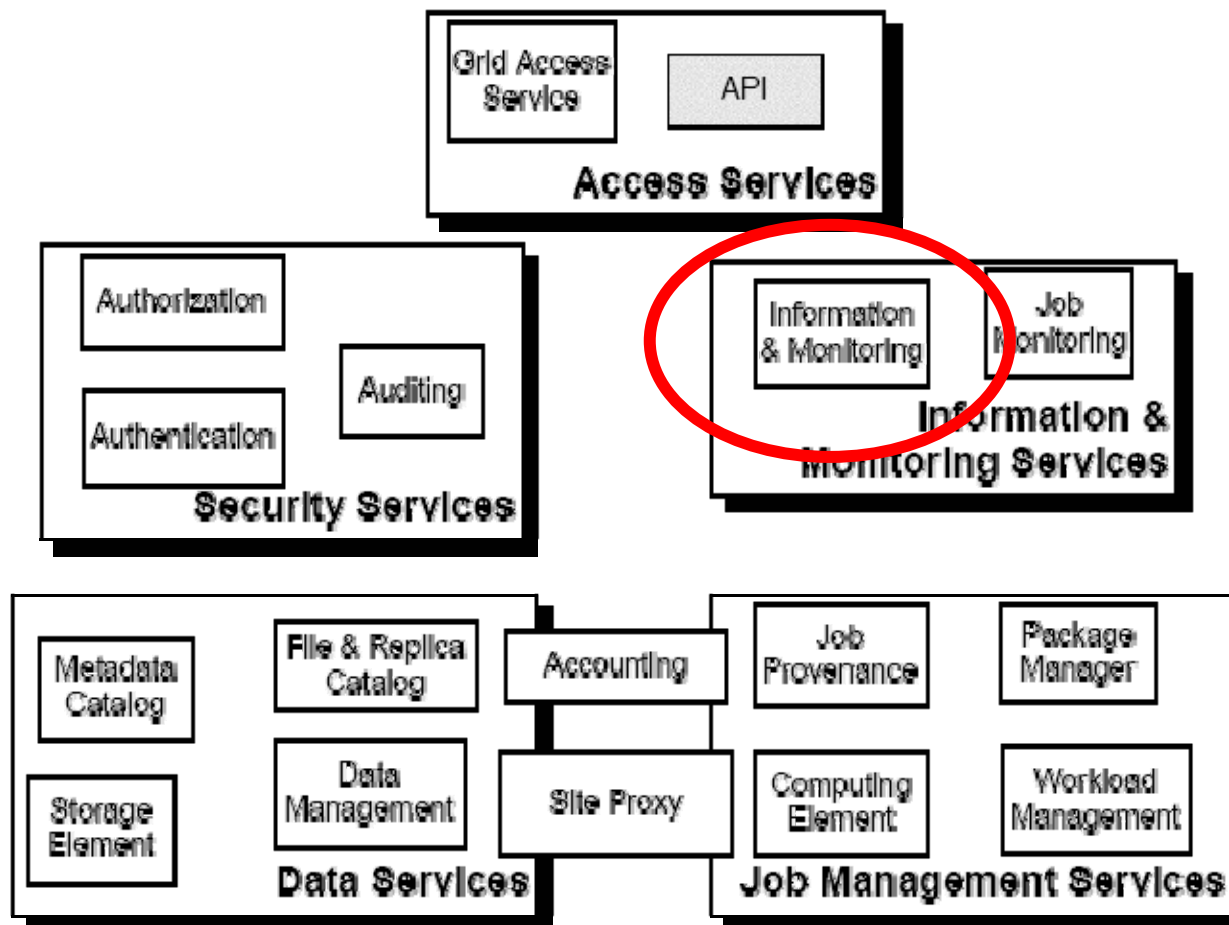 Grid Access
Service
API
Access Services
Authorization
Authentication
Auditing
Security Services
Information
& Monitoring
Job
Monitoring
Information &
Monitoring Services
Metadata
Catalog
File & Replica
Catalog
Storage
Element
Data
Management
Data Services
Accounting
Site Proxy
Job
Provenance
Package
Manager
Computing
Element
Workload
Management
Job Management Services